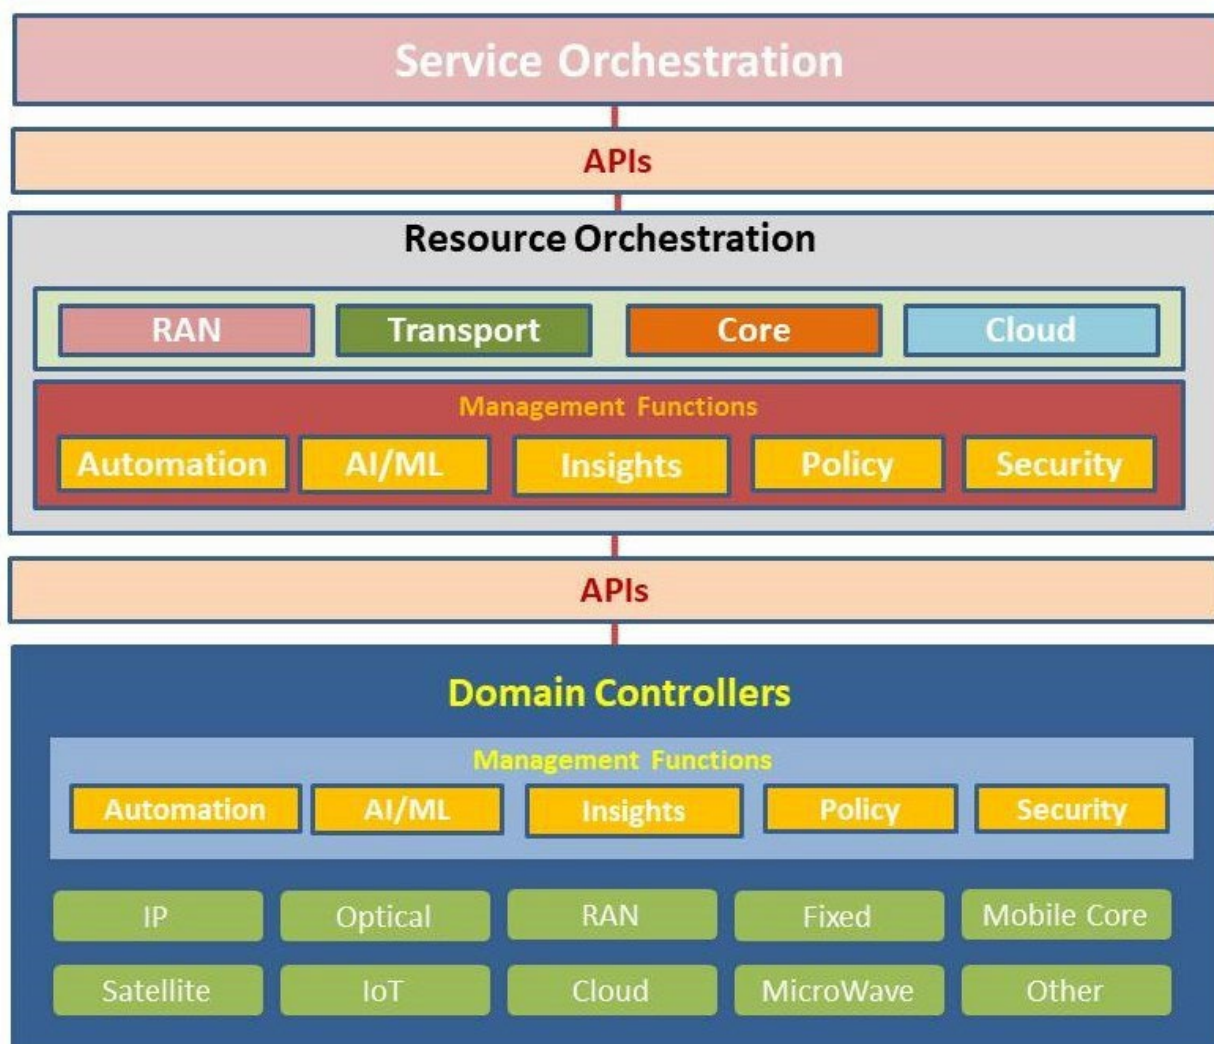 Service Orchestration
APIs
Resource Orchestration
RAN Transport Core Cloud
Management Functions
Automation AI/ML Insights Policy Security
APIs
Domain Controllers
Management Functions
Automation AI/ML Insights Policy Security
IP Optical RAN Fixed Mobile Core
Satellite IoT Cloud MicroWave Other